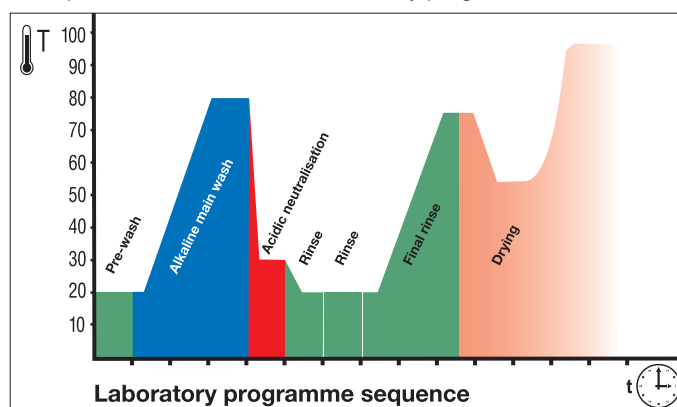 T
100
90
80
70
60
50
40
30
20
10
Pre-wash
Alkaline main wash
Acidic neutralisation
Rinse
Rinse
Final rinse
Drying
Laboratory programme sequence
t